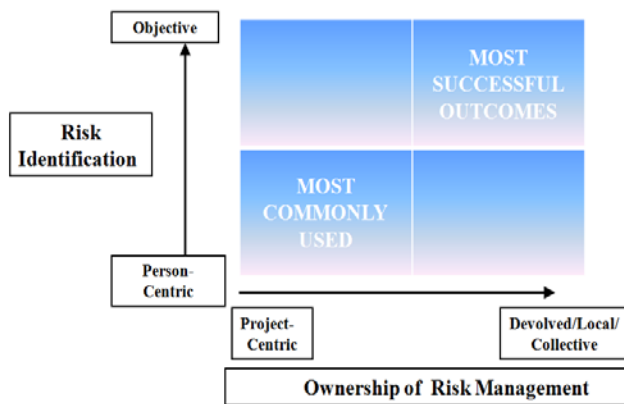 Objective
MOST
SUCCESSFUL
OUTCOMES
Risk
Identification
MOST
COMMONLY
USED
Person-
Centric
Project-
Centric
Devolved/Local/
Collective
Ownership of Risk Management